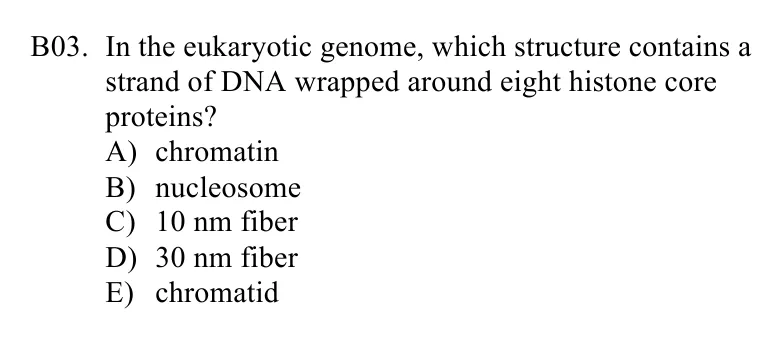 B03. In the eukaryotic genome, which structure contains a
strand of DNA wrapped around eight histone core
proteins?
A) chromatin
B) nucleosome
C) 10 nm fiber
D) 30 nm fiber
E) chromatid